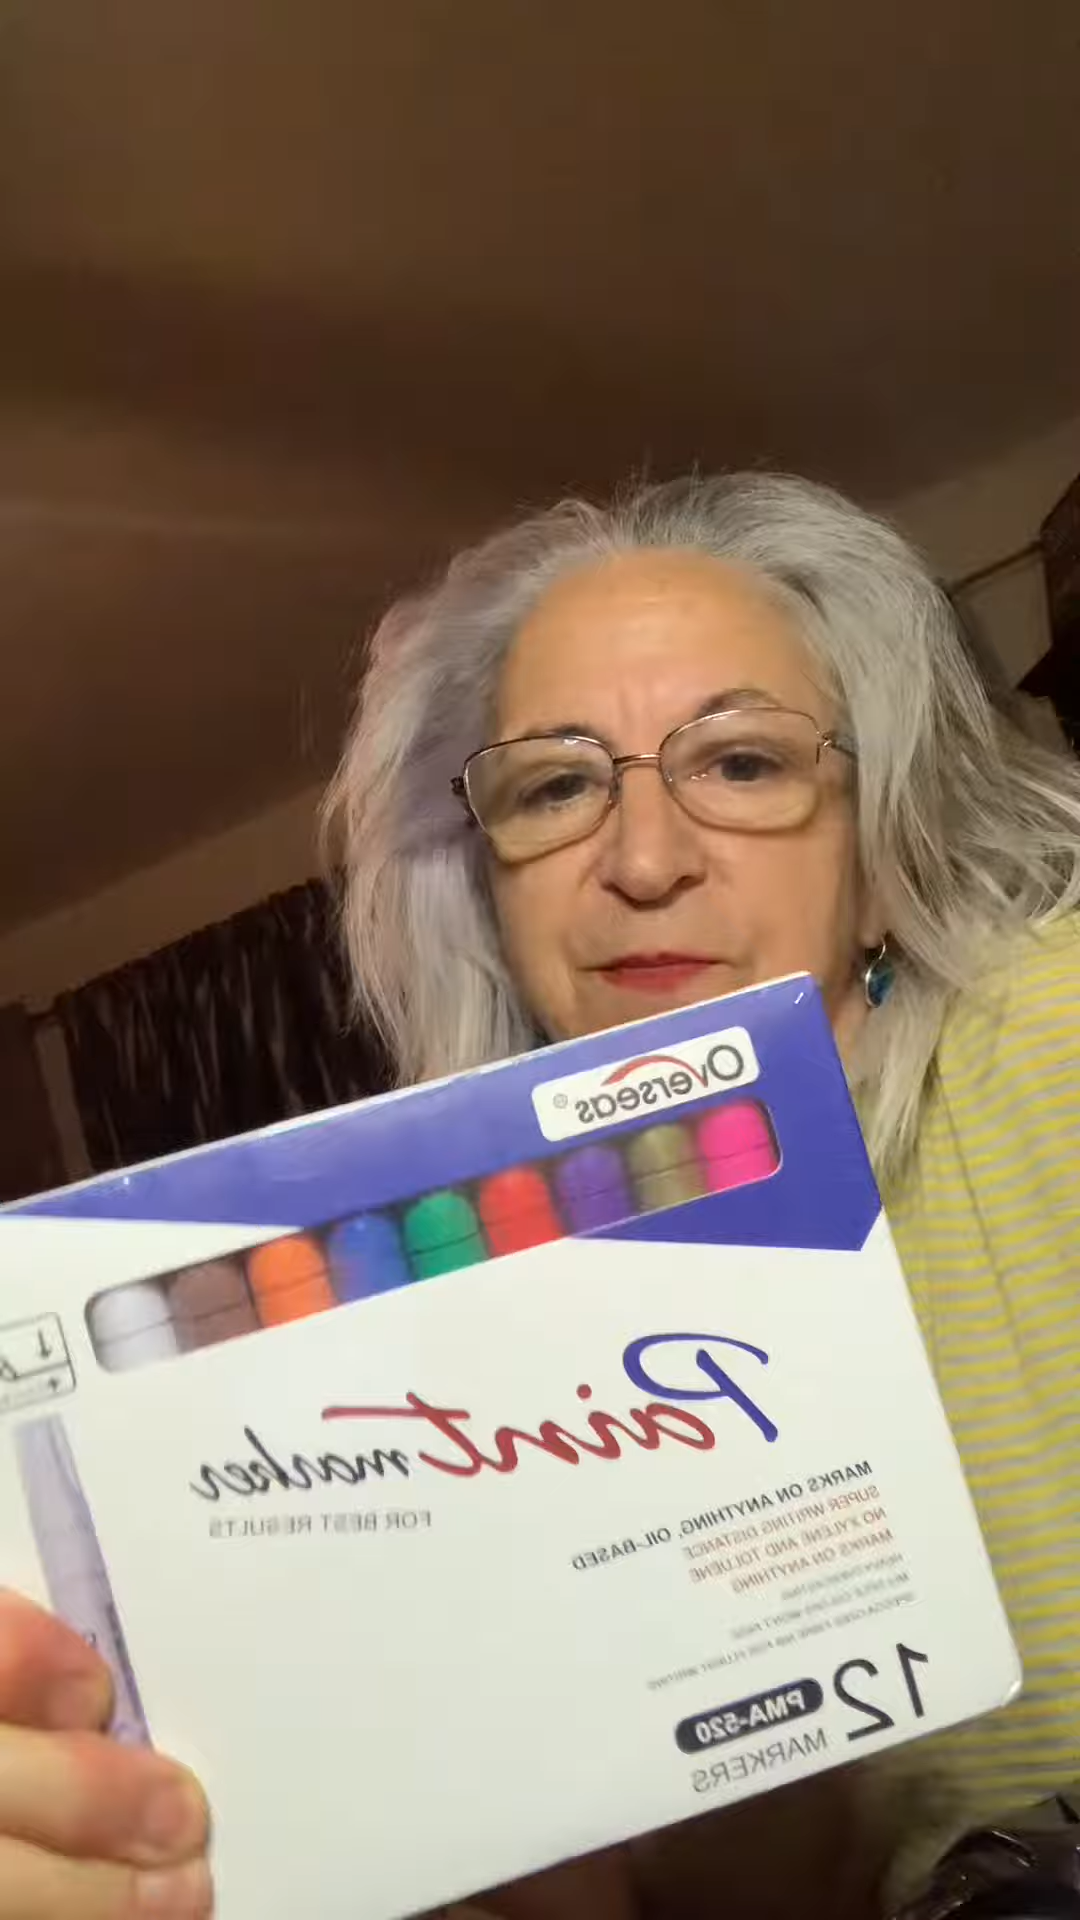 Overseas®
Paint marker
FOR BEST RESULTS
MARKS ON ANYTHING, OIL-BASED
SUPER WRITING DISTANCE
NO XYLENE AND TOLUENE
MARKS ON ANYTHING
12
PMA-520
MARKERS